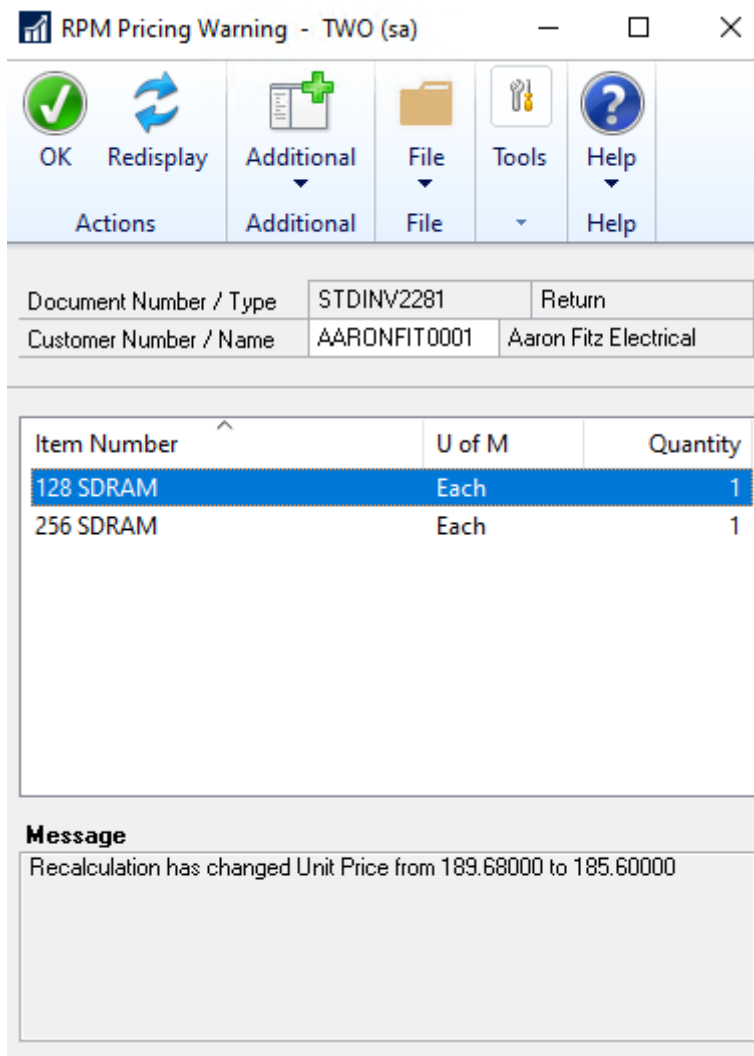 RPM Pricing Warning - TWO (sa)
OK Redisplay Additional File Tools Help
Actions Additional File Help
Document Number / Type STDINV2281 Return
Customer Number / Name AARONFIT0001 Aaron Fitz Electrical
Item Number U of M Quantity
128 SDRAM Each 1
256 SDRAM Each 1
Message
Recalculation has changed Unit Price from 189.68000 to 185.60000